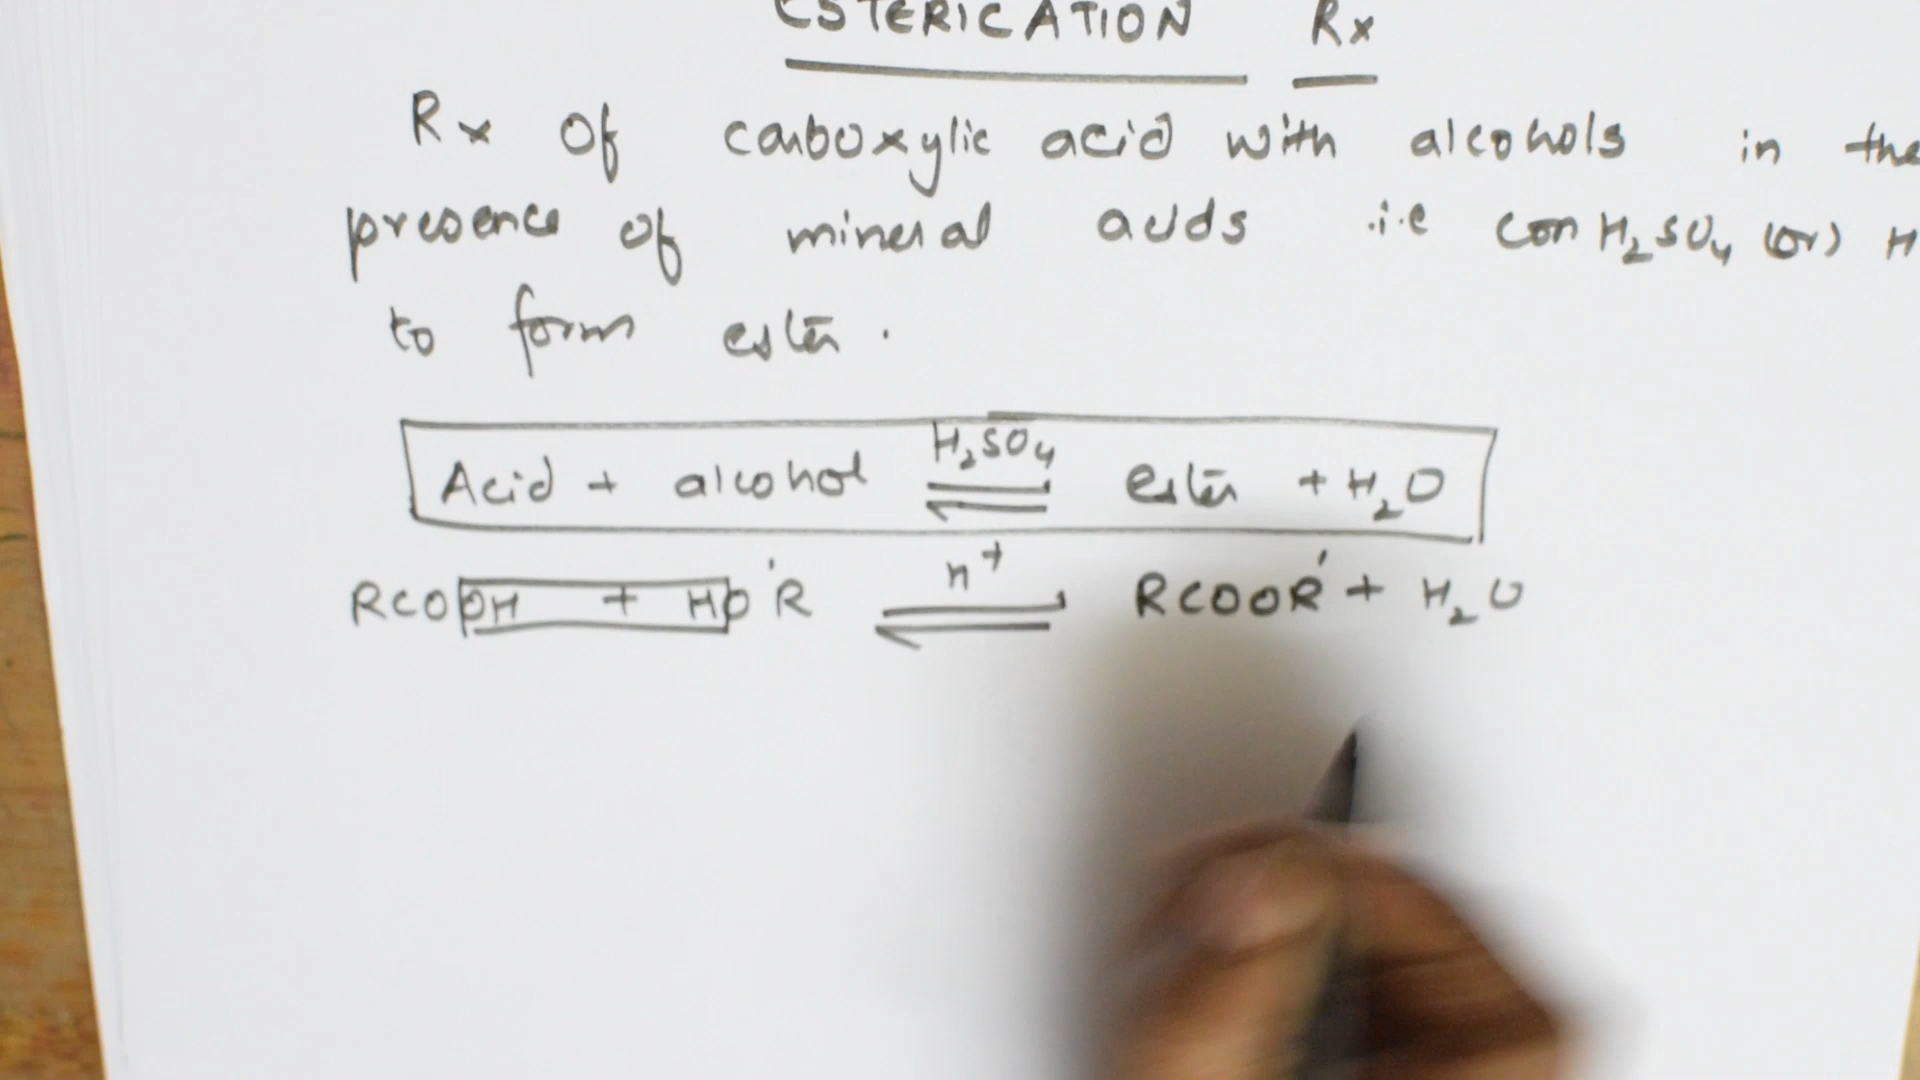 ESTERICATION Rx
Rx of carboxylic acid with alcohols in the
presence of mineral acids i.e con H₂SO₄ (or) H
to form ester.
Acid + alcohol H₂SO₄ ⇌ ester + H₂O
RCOOH + HO'R H⁺ ⇌ RCOOR' + H₂O